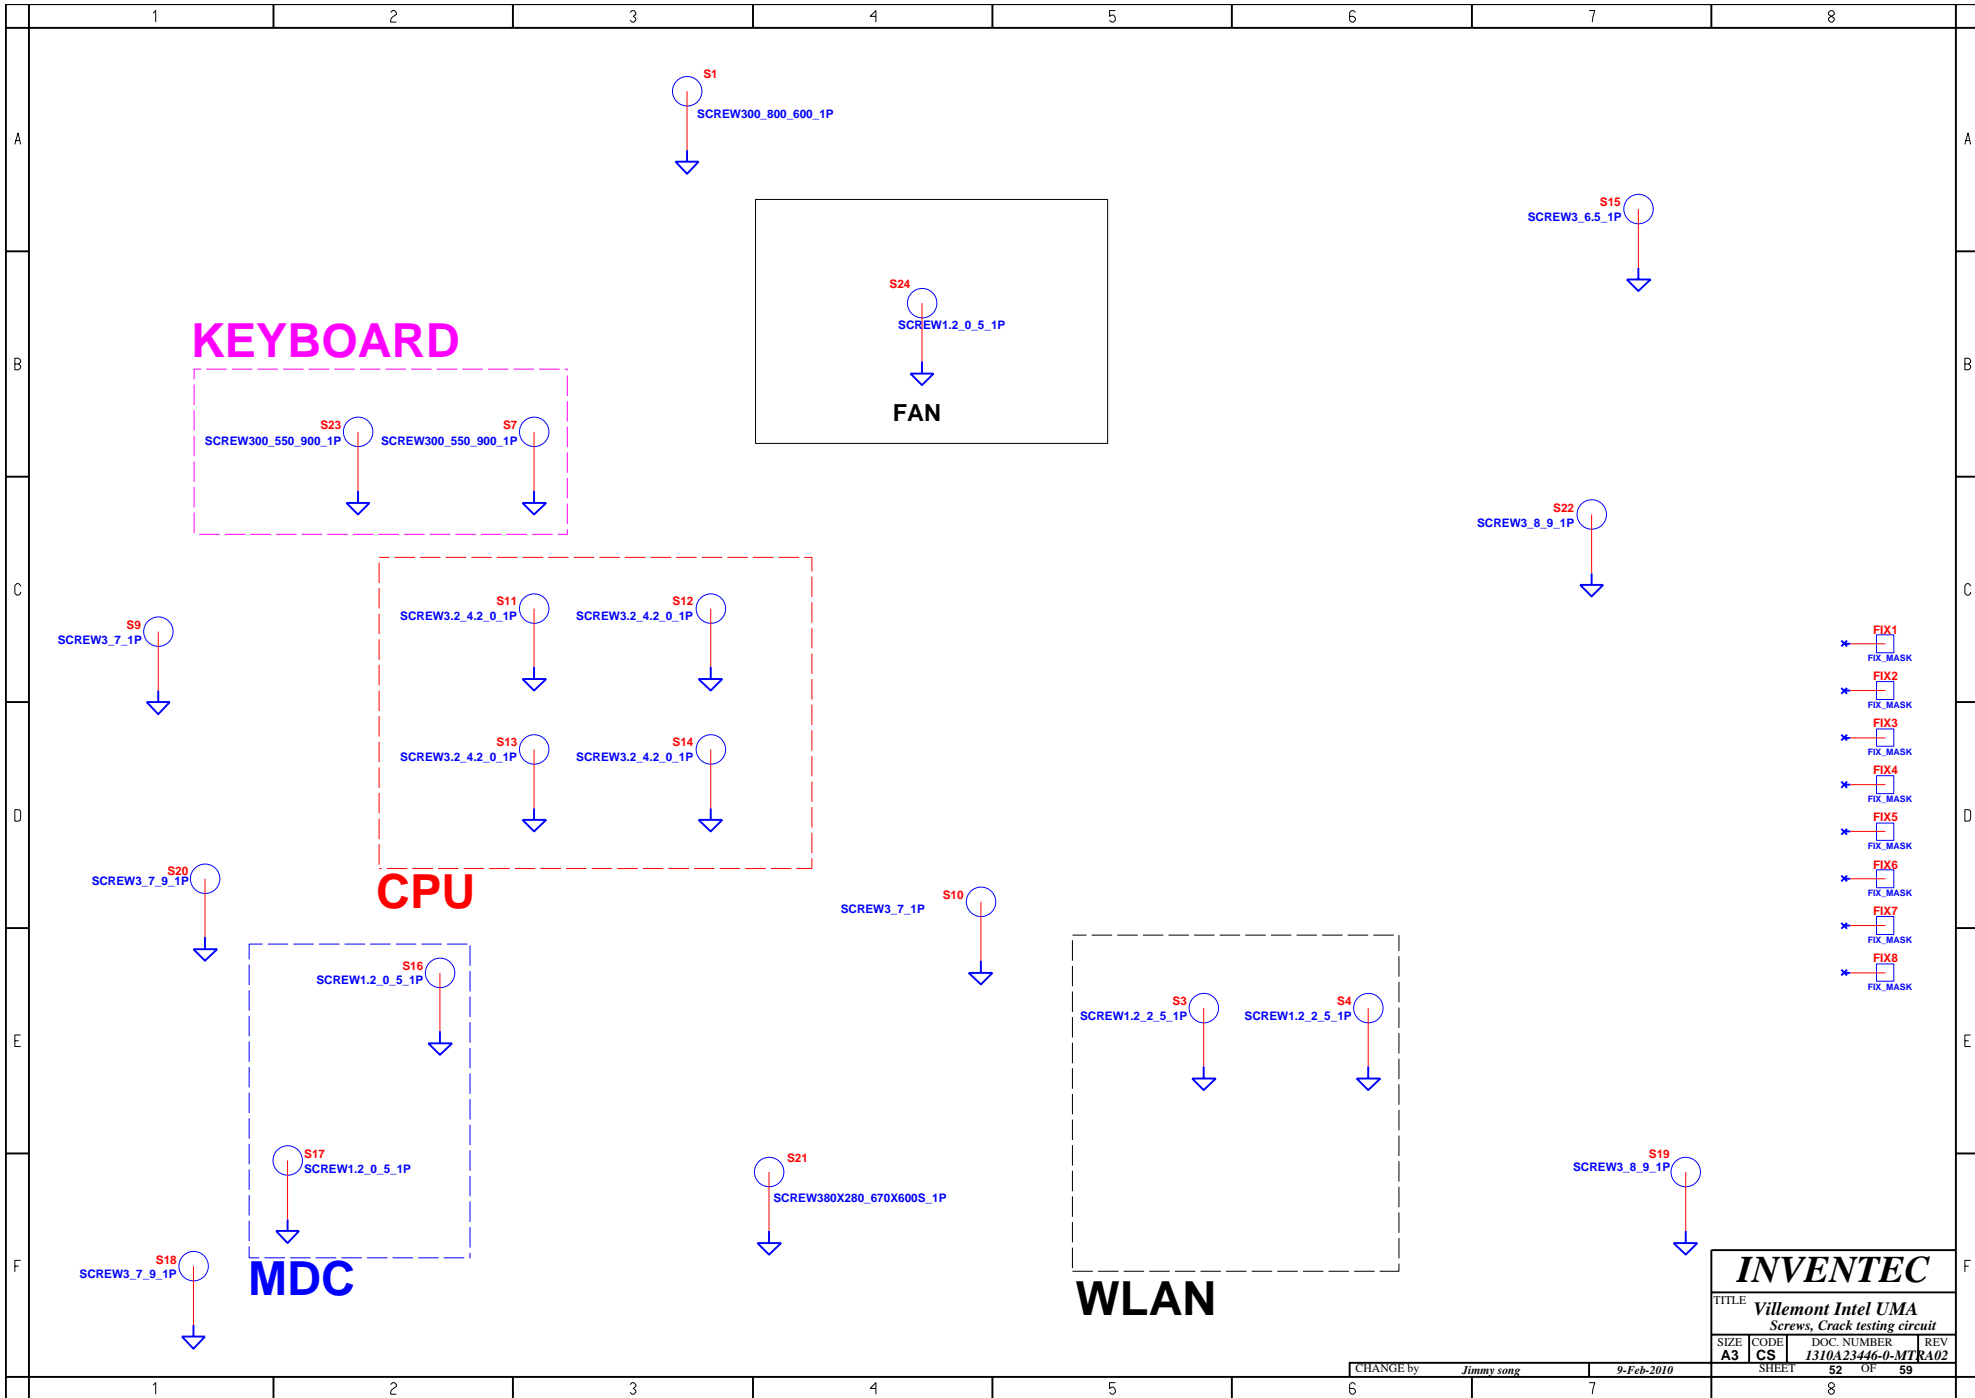 1 2 3 4 5 6 7 8
S1
SCREW300_800_600_1P
A A
S15
SCREW3_6.5_1P
S24
SCREW1.2_0_5_1P
KEYBOARD
B B
FAN
S23 S7
SCREW300_550_900_1P SCREW300_550_900_1P
S22
SCREW3_8_9_1P
C C
S11 S12
SCREW3.2_4.2_0_1P SCREW3.2_4.2_0_1P
S9
SCREW3_7_1P
FIX1
FIX_MASK
FIX2
FIX_MASK
FIX3
FIX_MASK
S13 S14
SCREW3.2_4.2_0_1P SCREW3.2_4.2_0_1P
FIX4
FIX_MASK
D D
FIX5
FIX_MASK
S20
SCREW3_7_9_1P
CPU
FIX6
FIX_MASK
S10
SCREW3_7_1P
FIX7
FIX_MASK
S16
SCREW1.2_0_5_1P
FIX8
FIX_MASK
S3 S4
SCREW1.2_2_5_1P SCREW1.2_2_5_1P
E E
S17
SCREW1.2_0_5_1P
S21
SCREW380X280_670X600S_1P
S19
SCREW3_8_9_1P
S18
SCREW3_7_9_1P
F F
MDC
WLAN
INVENTEC
TITLE Villemont Intel UMA
Screws, Crack testing circuit
SIZE CODE DOC. NUMBER REV
A3 CS 1310A23446-0-MTR A02
CHANGE by Jimmy song 9-Feb-2010 SHEET 52 OF 59
1 2 3 4 5 6 7 8